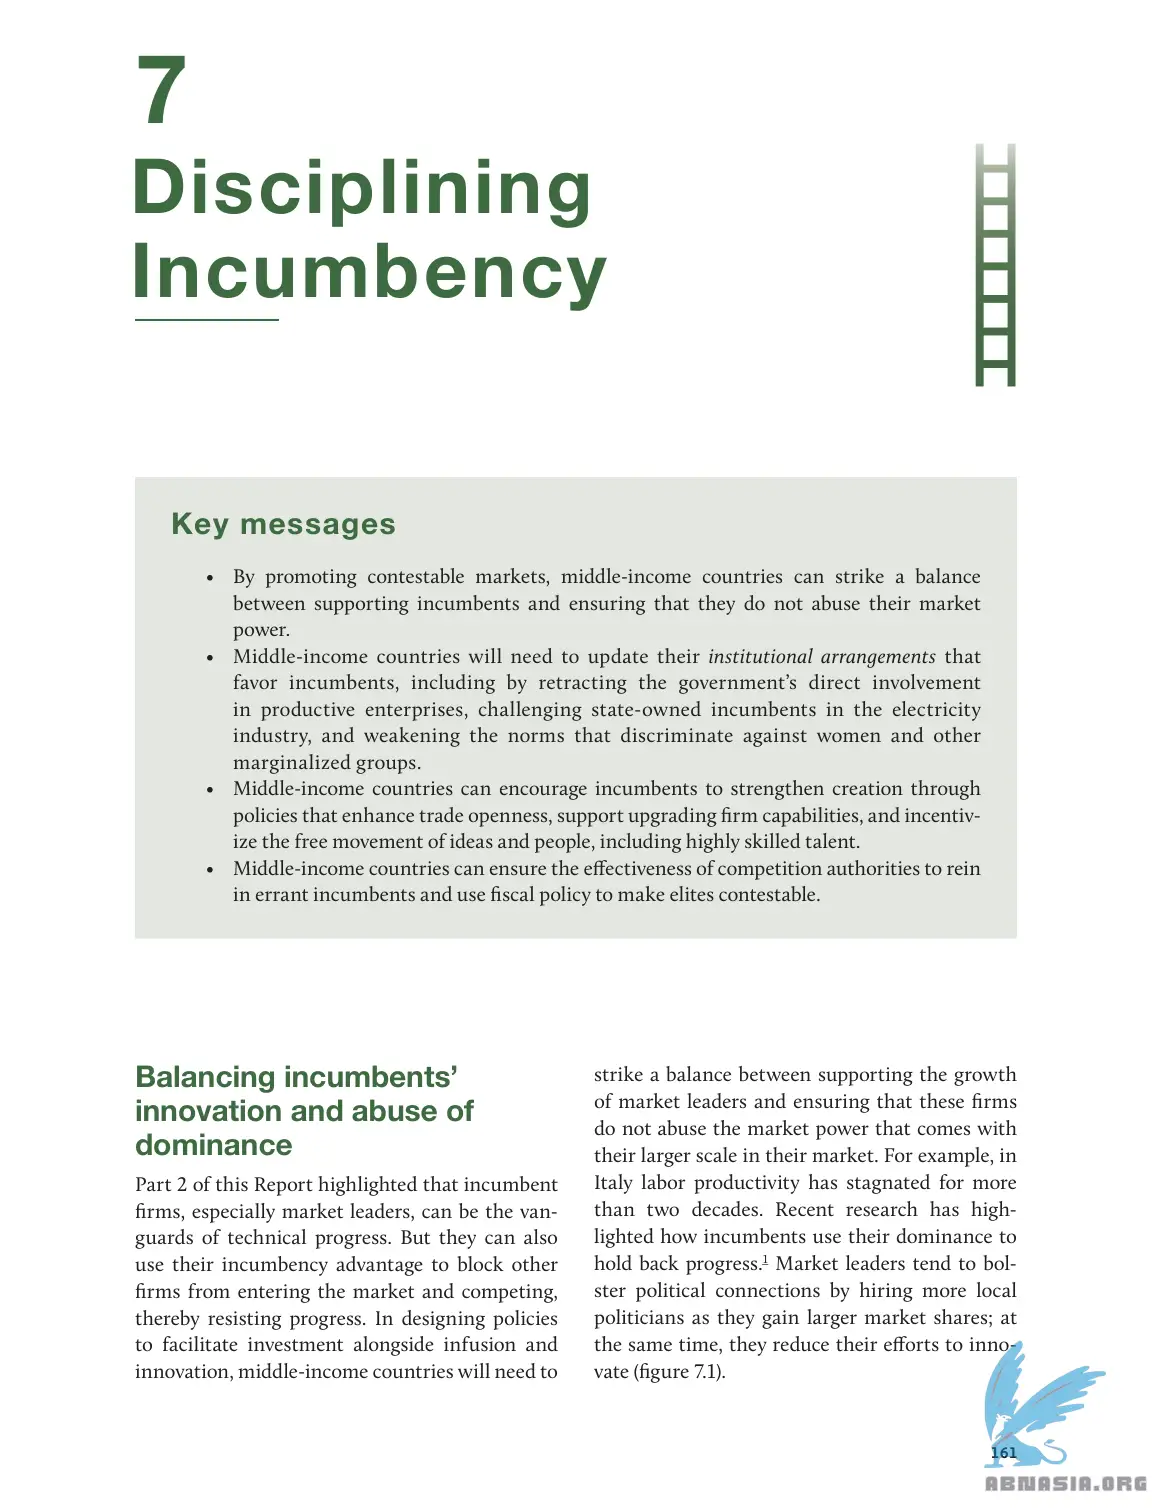 7
Disciplining
Incumbency
Key messages
• By promoting contestable markets, middle-income countries can strike a balance
between supporting incumbents and ensuring that they do not abuse their market
power.
• Middle-income countries will need to update their institutional arrangements that
favor incumbents, including by retracting the government’s direct involvement
in productive enterprises, challenging state-owned incumbents in the electricity
industry, and weakening the norms that discriminate against women and other
marginalized groups.
• Middle-income countries can encourage incumbents to strengthen creation through
policies that enhance trade openness, support upgrading firm capabilities, and incentiv-
ize the free movement of ideas and people, including highly skilled talent.
• Middle-income countries can ensure the effectiveness of competition authorities to rein
in errant incumbents and use fiscal policy to make elites contestable.
Balancing incumbents’
innovation and abuse of
dominance
Part 2 of this Report highlighted that incumbent
firms, especially market leaders, can be the van-
guards of technical progress. But they can also
use their incumbency advantage to block other
firms from entering the market and competing,
thereby resisting progress. In designing policies
to facilitate investment alongside infusion and
innovation, middle-income countries will need to
strike a balance between supporting the growth
of market leaders and ensuring that these firms
do not abuse the market power that comes with
their larger scale in their market. For example, in
Italy labor productivity has stagnated for more
than two decades. Recent research has high-
lighted how incumbents use their dominance to
hold back progress.1 Market leaders tend to bol-
ster political connections by hiring more local
politicians as they gain larger market shares; at
the same time, they reduce their efforts to inno-
vate (figure 7.1).
161
ABNASIA.ORG